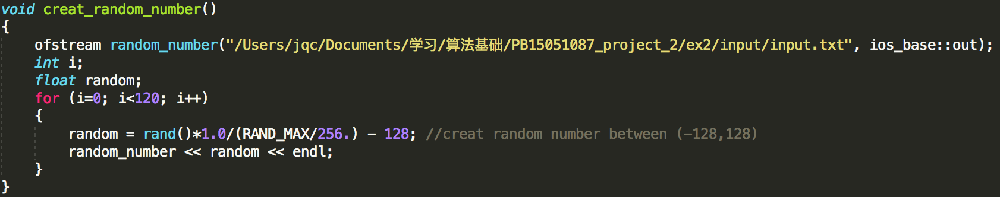 void creat_random_number()
{
    ofstream random_number("/Users/jqc/Documents/学习/算法基础/PB15051087_project_2/ex2/input/input.txt", ios_base::out);
    int i;
    float random;
    for (i=0; i<120; i++)
    {
        random = rand()*1.0/(RAND_MAX/256.) - 128; //creat random number between (-128,128)
        random_number << random << endl;
    }
}